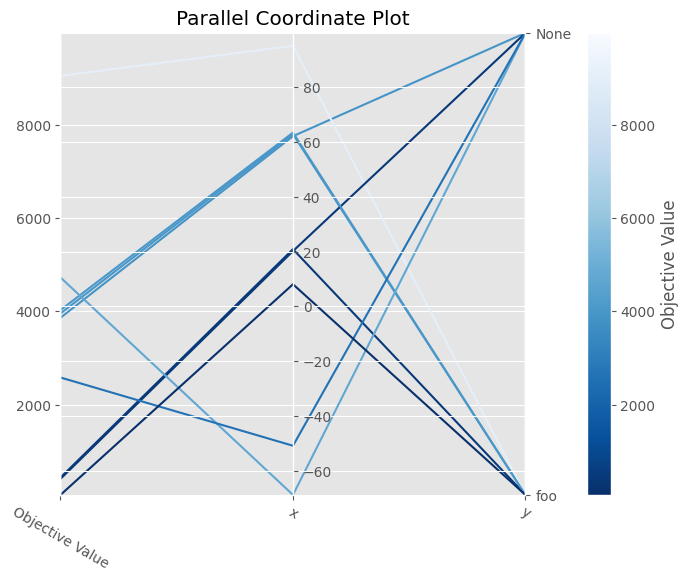 Parallel Coordinate Plot
8000
6000
4000
2000
80
60
40
20
0
−20
−40
−60
None
foo
8000
6000
4000
2000
Objective Value
Objective Value
x
y